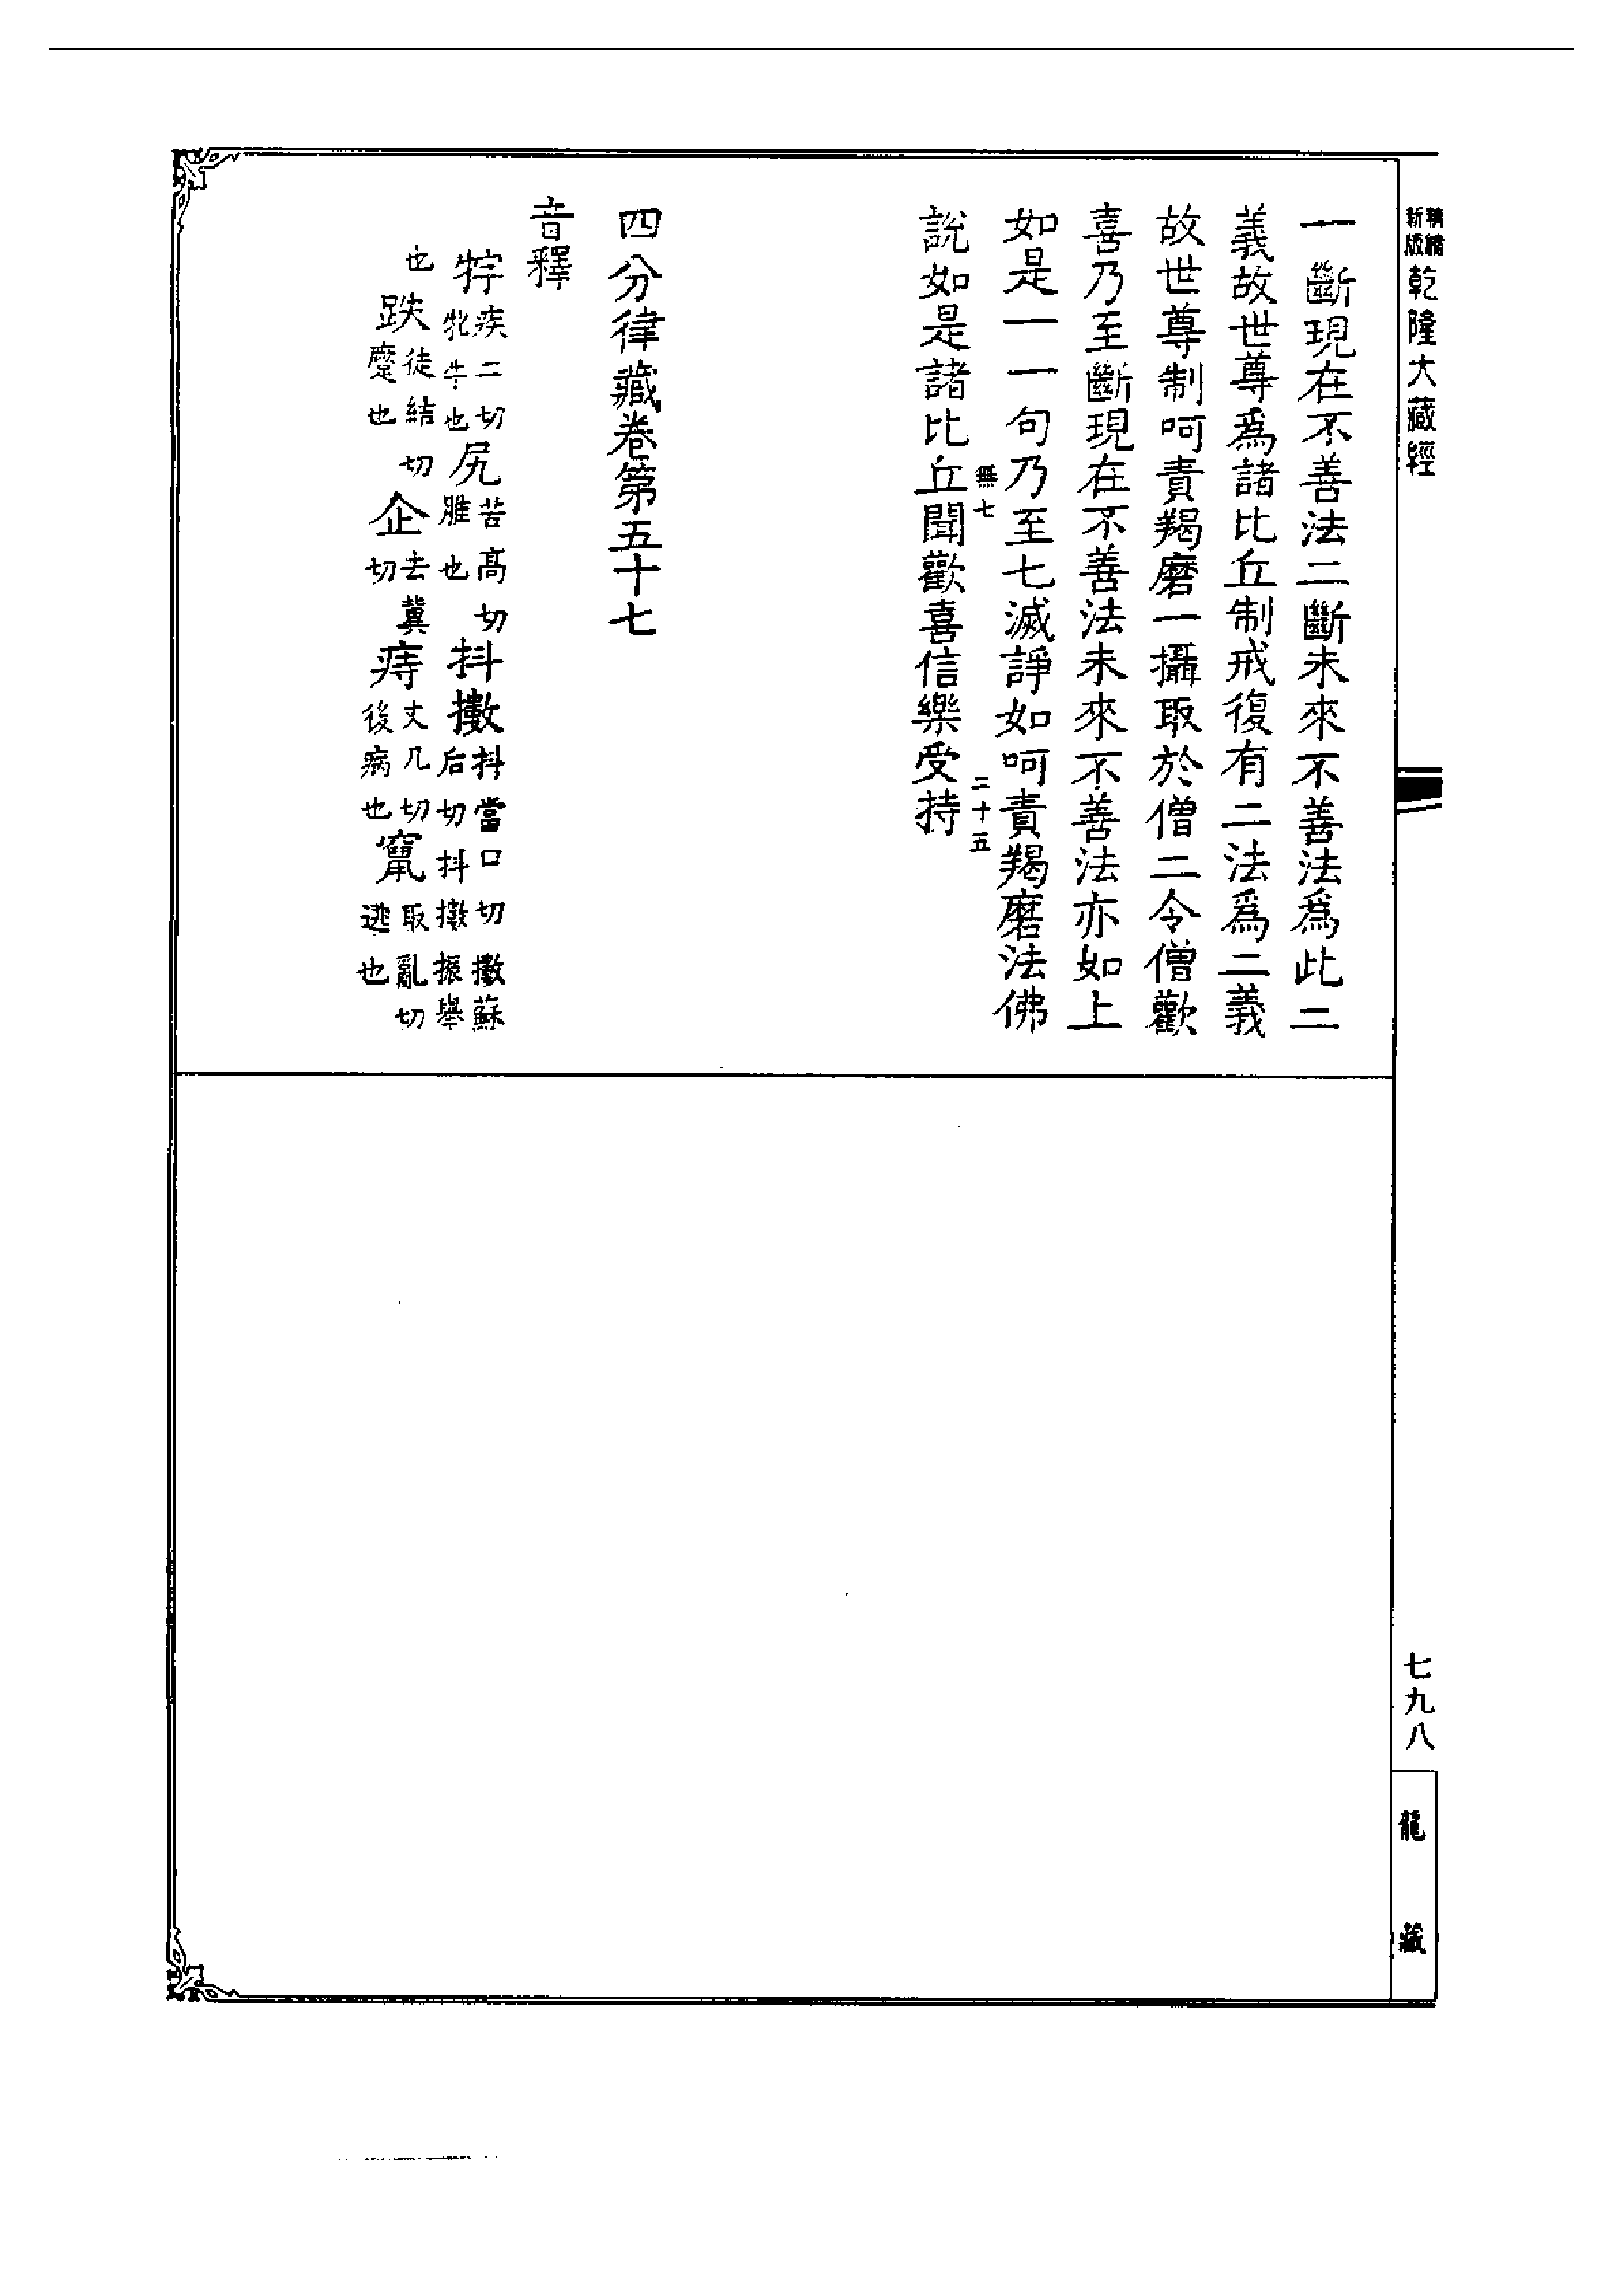 新版
乾隆大藏經
一斷現在不善法二斷未來不善法爲此二
義故世尊爲諸比丘制戒復有二法爲二義
故世尊制呵責羯磨一攝取於僧二令僧歡
喜乃至斷現在不善法未來不善法亦如上
如是一一句乃至七滅諍如呵責羯磨法佛
無七
二十五
說如是諸比丘聞歡喜信樂受持
四分律藏卷第五十七
音釋
牸疾二切牝牛也尻苦高切脽也抖擻抖當口切擻蘇后切抖擻振舉
也跌徒結切蹷也企去冀切痔丈几切後病也竄取亂切逃也
七九八
龍藏